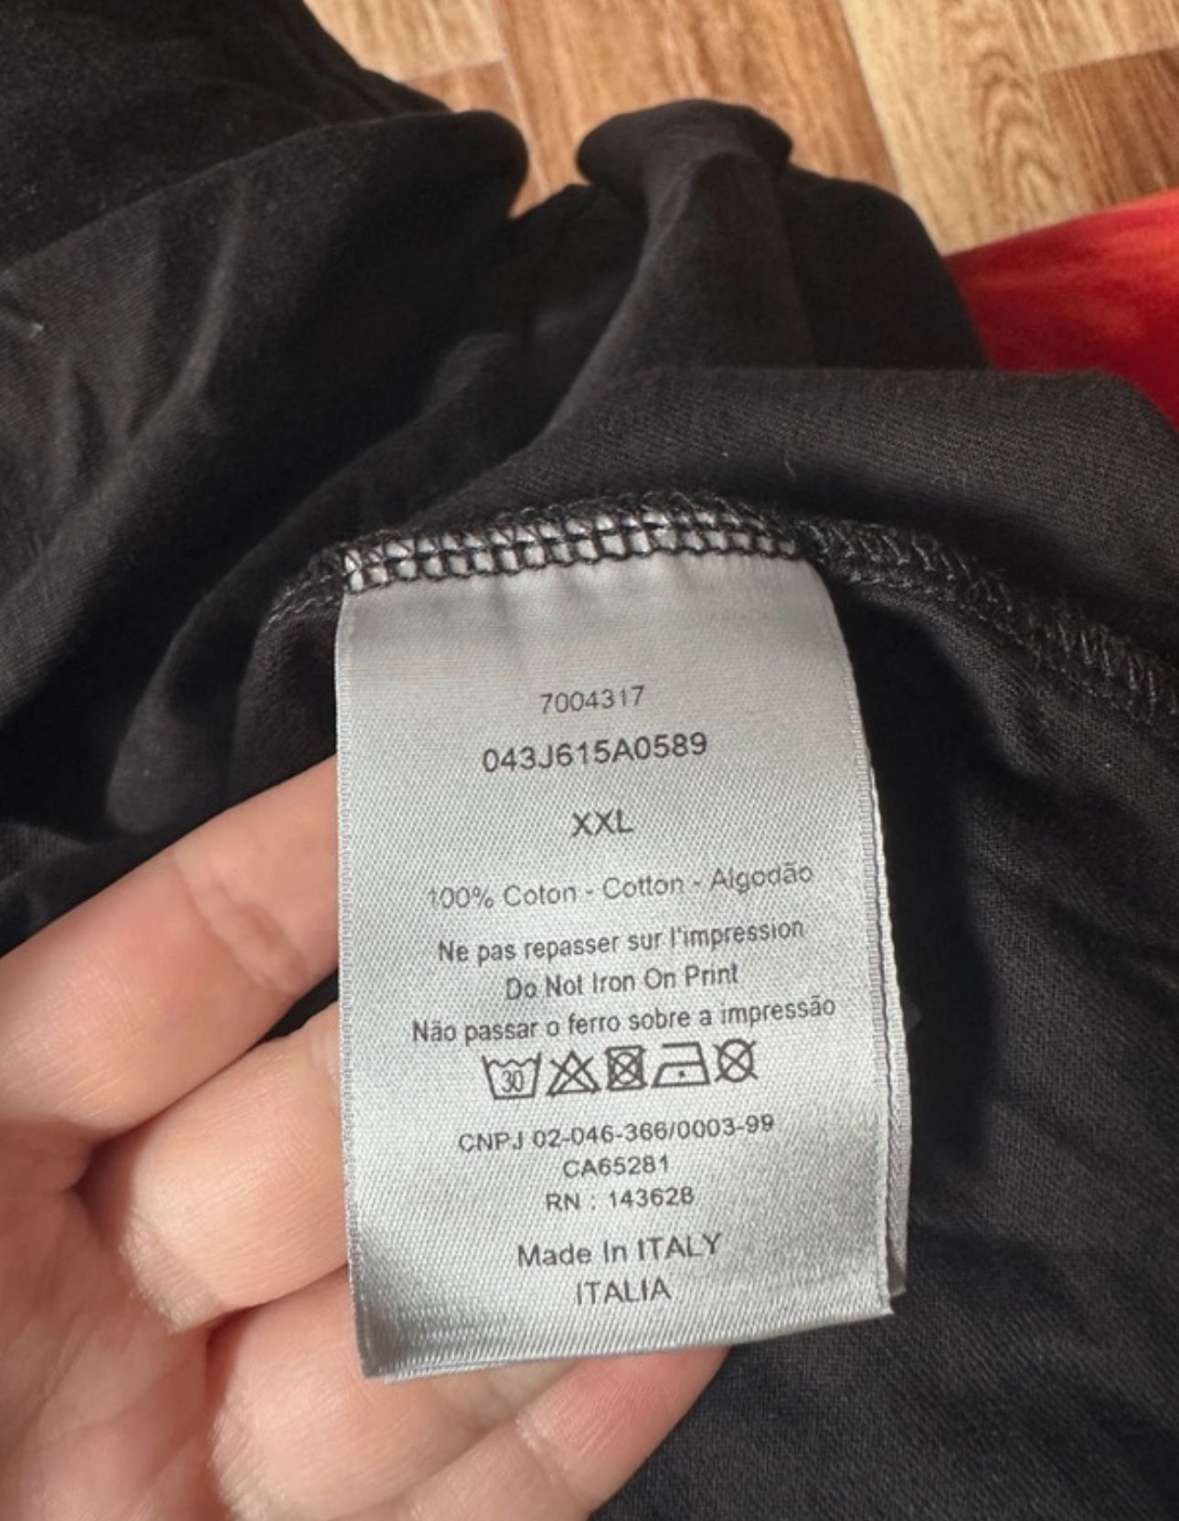 7004317
043J615A0589
XXL
100% Coton - Cotton - Algodão
Ne pas repasser sur l'impression
Do Not Iron On Print
Não passar o ferro sobre a impressão
30
CNPJ 02-046-366/0003-99
CA65281
RN : 143628
Made In ITALY
ITALIA